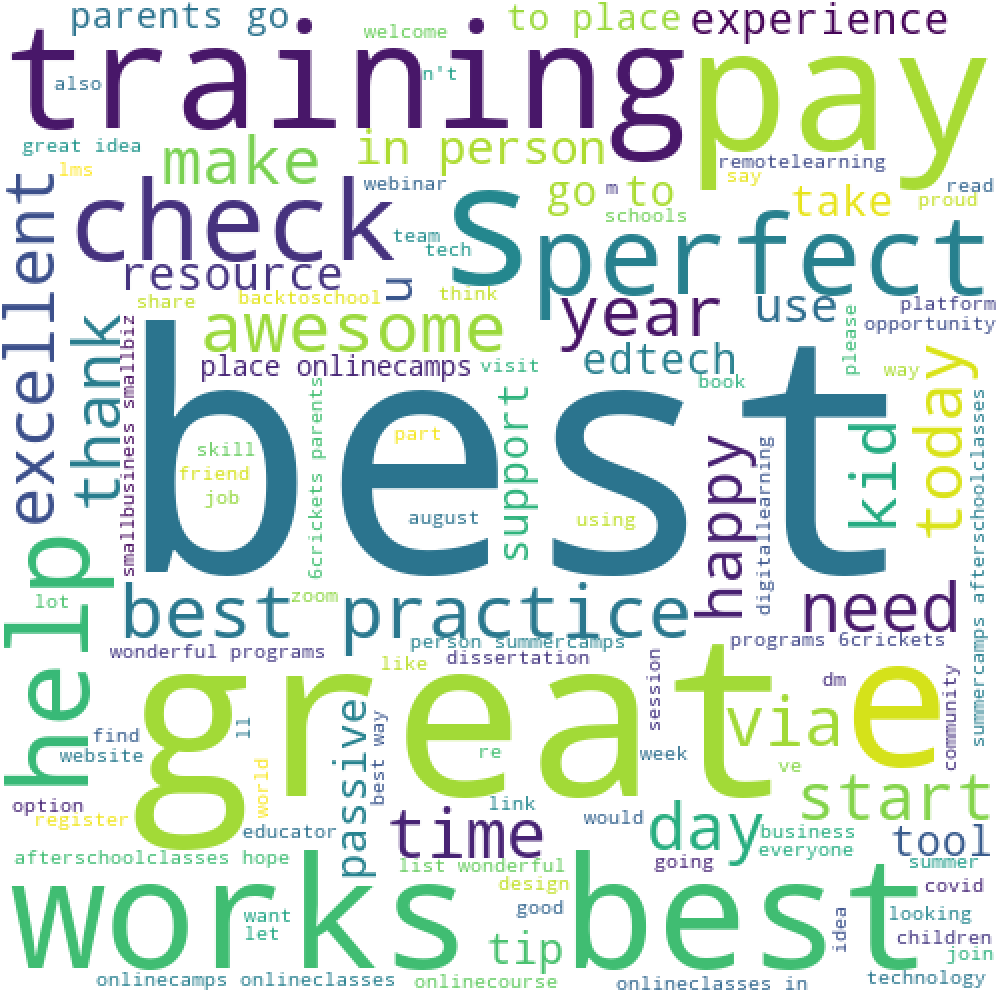 parents go
welcome
to place
experience
training
pay
also
n't
great idea
lms
make
in person
remotelearning
say
webinar
go
m
to
take
read
proud
schools
excellent
check
s
perfect
team
tech
resource
u
share
backtoschool
think
year
use
platform
opportunity
please
thank
smallbusiness smallbiz
awesome
edtech
place onlinecamps
visit
book
way
today
best
6crickets parents
part
support
skill
friend
job
august
using
happy
digitallearning
kid
summercamps afterschoolclasses
help
lot
zoom
best practice
need
person summercamps
programs 6crickets
wonderful programs
like
dissertation
session
dm
great
e
via
community
find
ll
website
passive
best way
re
week
ve
world
option
register
start
link
time
would
day
business
everyone
tool
educator
afterschoolclasses hope
list wonderful
going
summer
works best
design
covid
want
let
good
idea
looking
children
tip
join
onlinecamps onlineclasses
onlinecourse
onlineclasses in
technology